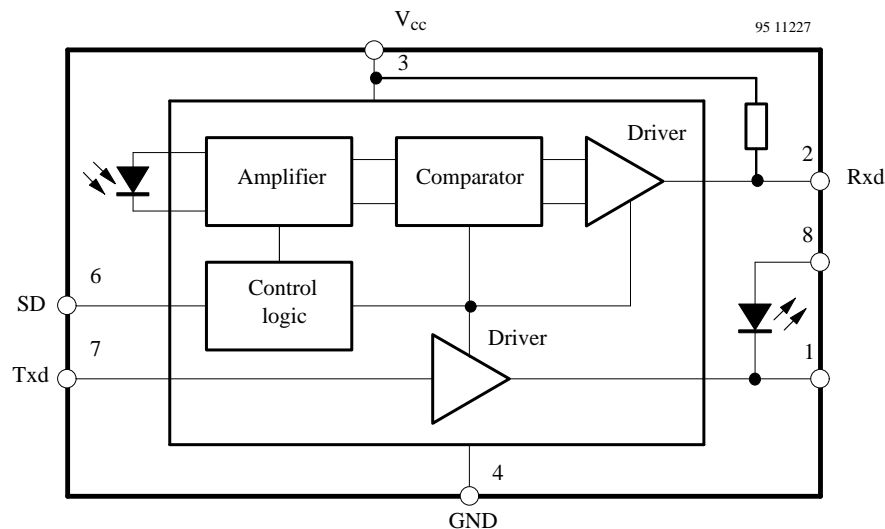 Vcc
95 11227
3
Driver
2
Amplifier
Comparator
Rxd
8
6
Control
logic
SD
7
Driver
1
Txd
4
GND